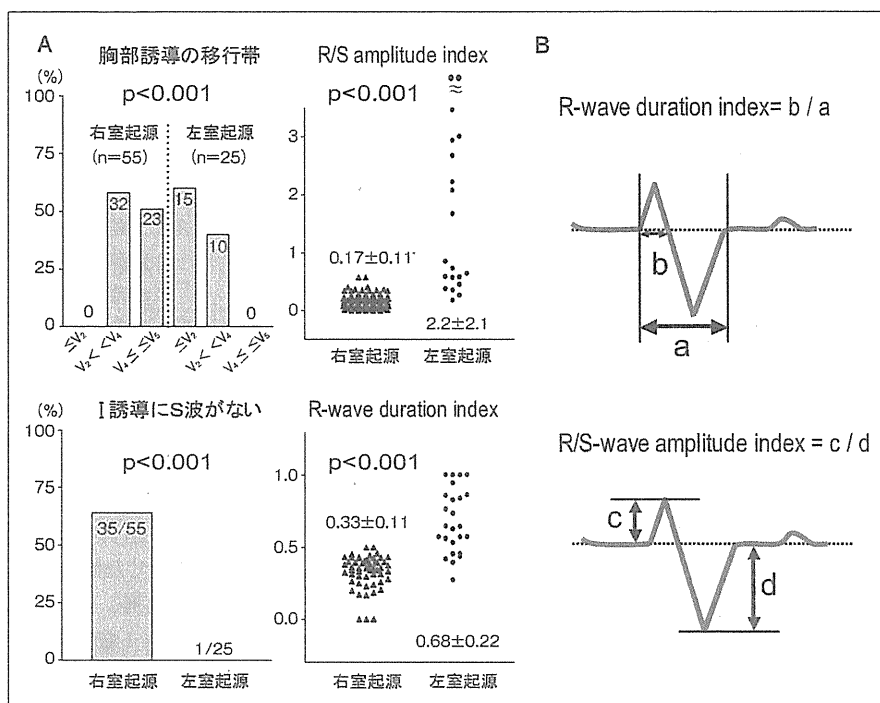 A
胸部誘導の移行帯
(%)
p<0.001
100
75
50
25
0
右室起源
(n=55)
左室起源
(n=25)
0
32
23
15
10
0
≤V₂
V₂< <V₄
V₄≤ ≤V₅
≤V₂
V₂< <V₄
V₄≤ ≤V₅
R/S amplitude index
p<0.001
3
2
1
0
0.17±0.11
2.2±2.1
右室起源
左室起源
I誘導にS波がない
(%)
p<0.001
100
75
50
25
0
35/55
1/25
右室起源
左室起源
R-wave duration index
p<0.001
1.0
0.5
0.0
0.33±0.11
0.68±0.22
右室起源
左室起源
B
R-wave duration index= b / a
b
a
R/S-wave amplitude index = c / d
c
d